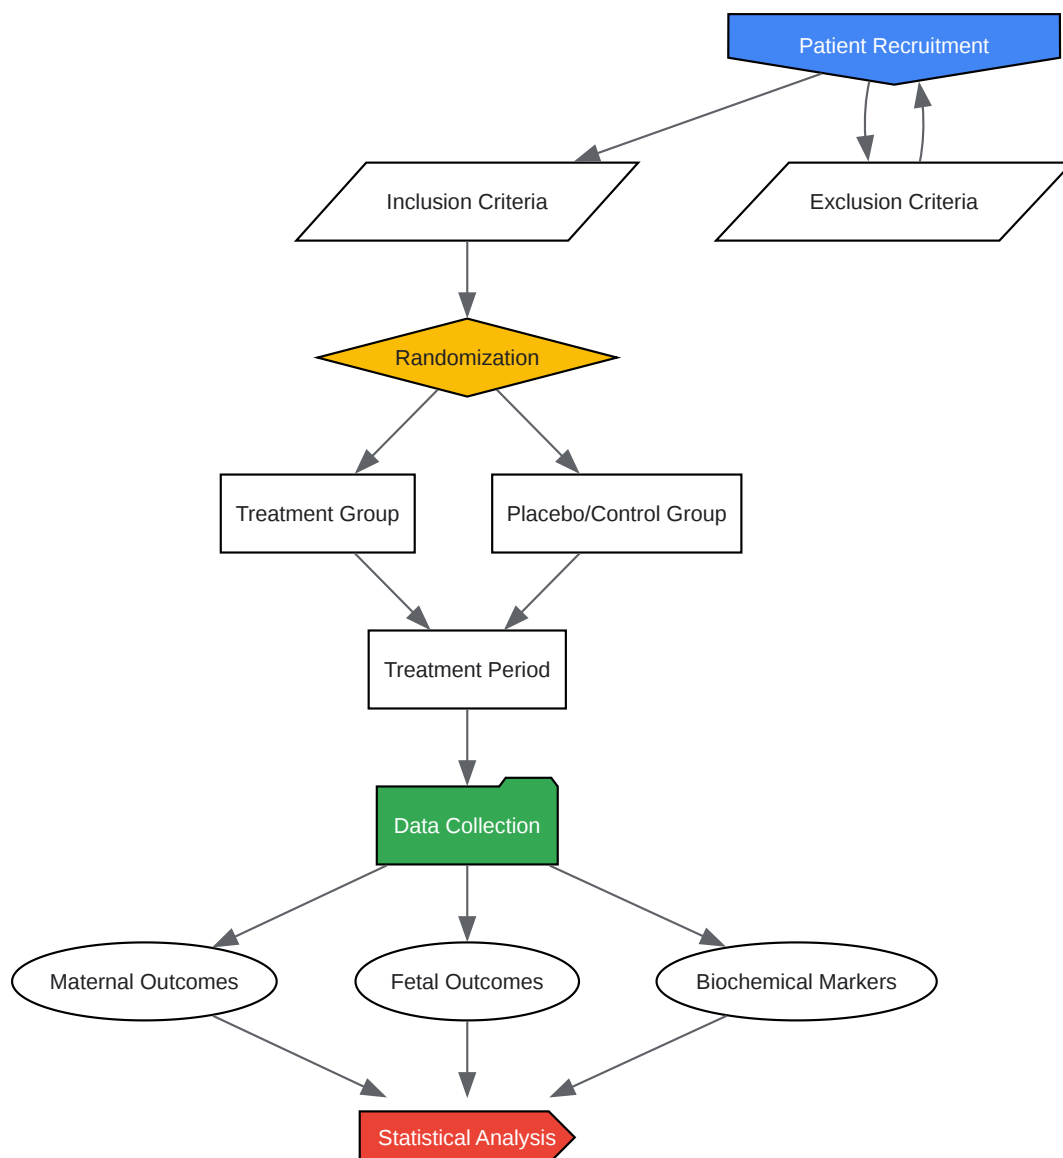 Patient Recruitment
Inclusion Criteria
Exclusion Criteria
Randomization
Treatment Group
Placebo/Control Group
Treatment Period
Data Collection
Maternal Outcomes
Fetal Outcomes
Biochemical Markers
Statistical Analysis